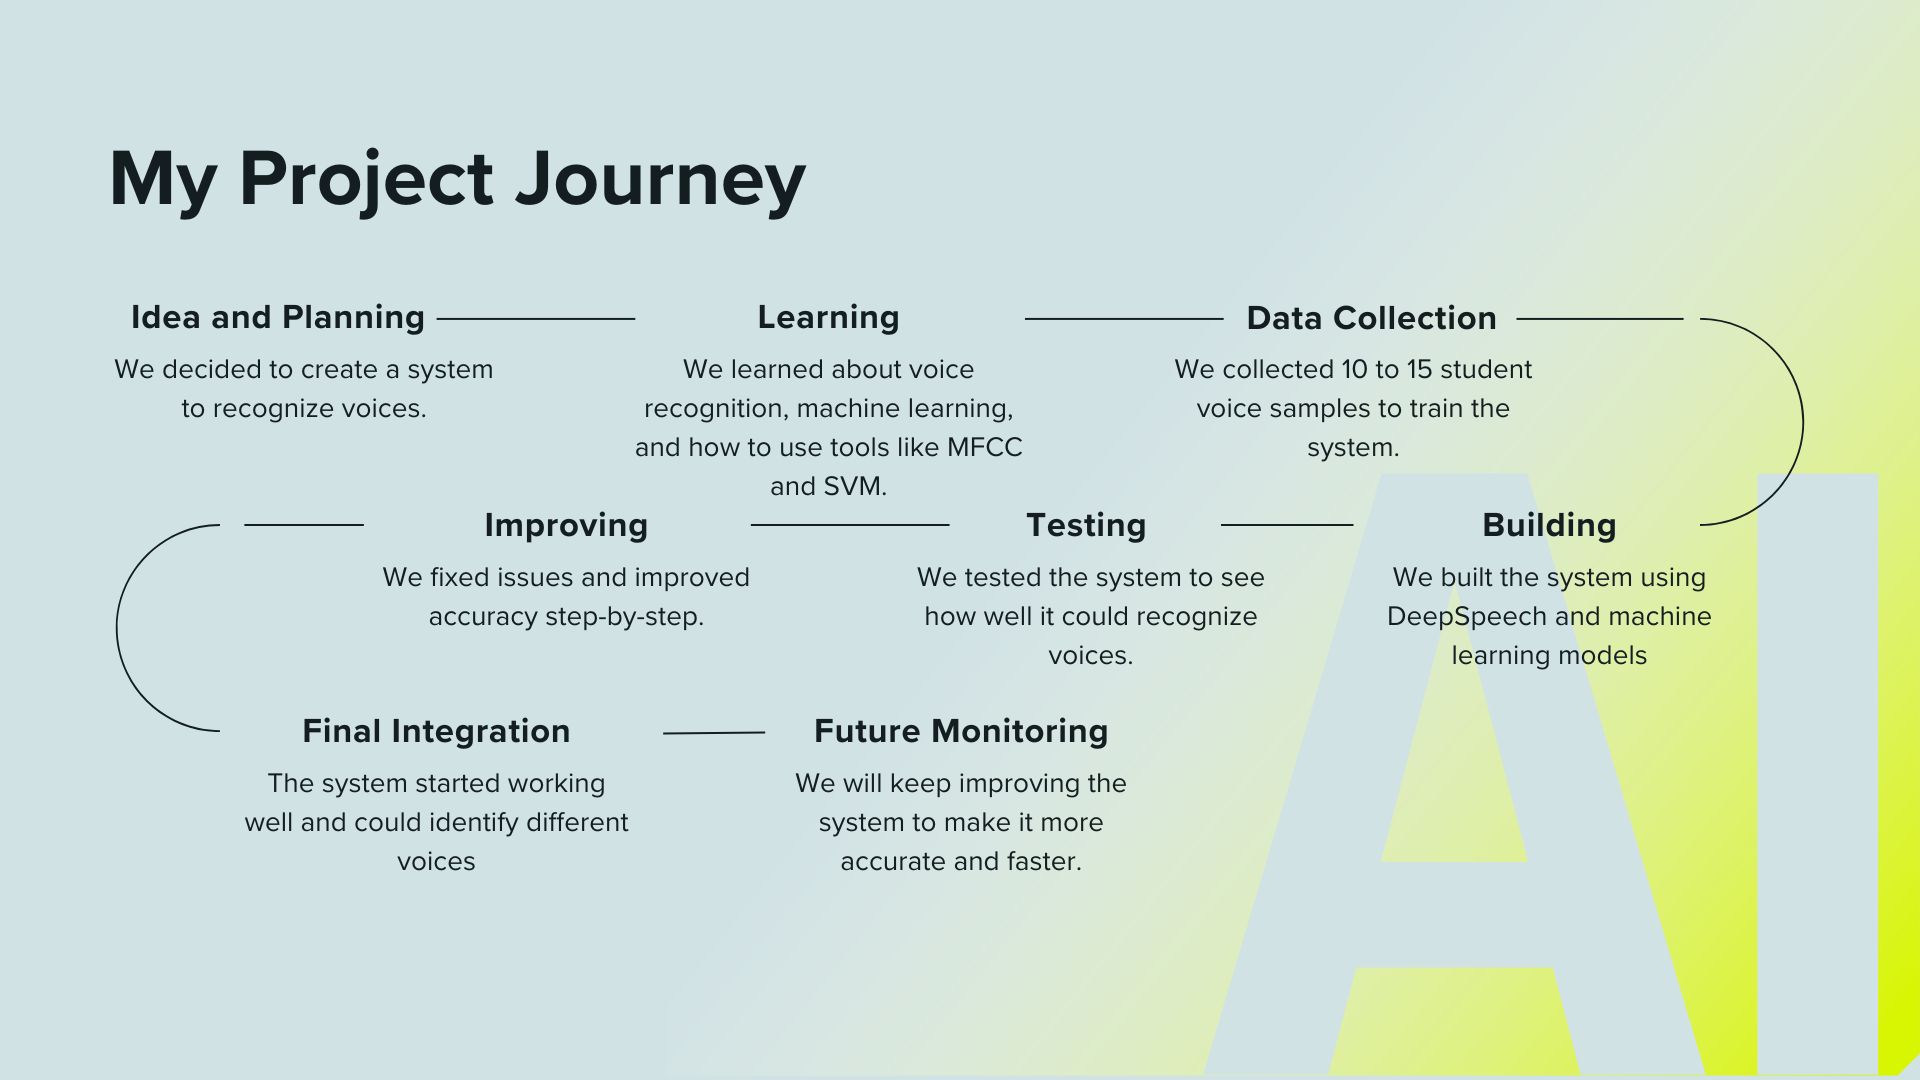 My Project Journey
Idea and Planning
We decided to create a system
to recognize voices.
Learning
We learned about voice
recognition, machine learning,
and how to use tools like MFCC
and SVM.
Data Collection
We collected 10 to 15 student
voice samples to train the
system.
Building
We built the system using
DeepSpeech and machine
learning models
Testing
We tested the system to see
how well it could recognize
voices.
Improving
We fixed issues and improved
accuracy step-by-step.
Final Integration
The system started working
well and could identify different
voices
Future Monitoring
We will keep improving the
system to make it more
accurate and faster.
AI